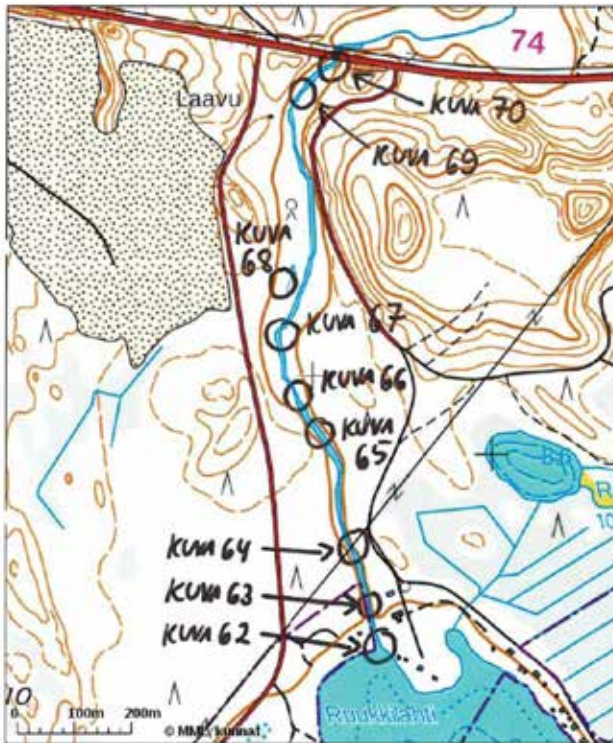 74
Laavu
KUVA 70
KUVA 69
KUVA
68
KUVA 67
KUVA 66
KUVA
65
KUVA 64
KUVA 63
KUVA 62
Ruukkilahti
0 100m 200m
© MML, kunnat